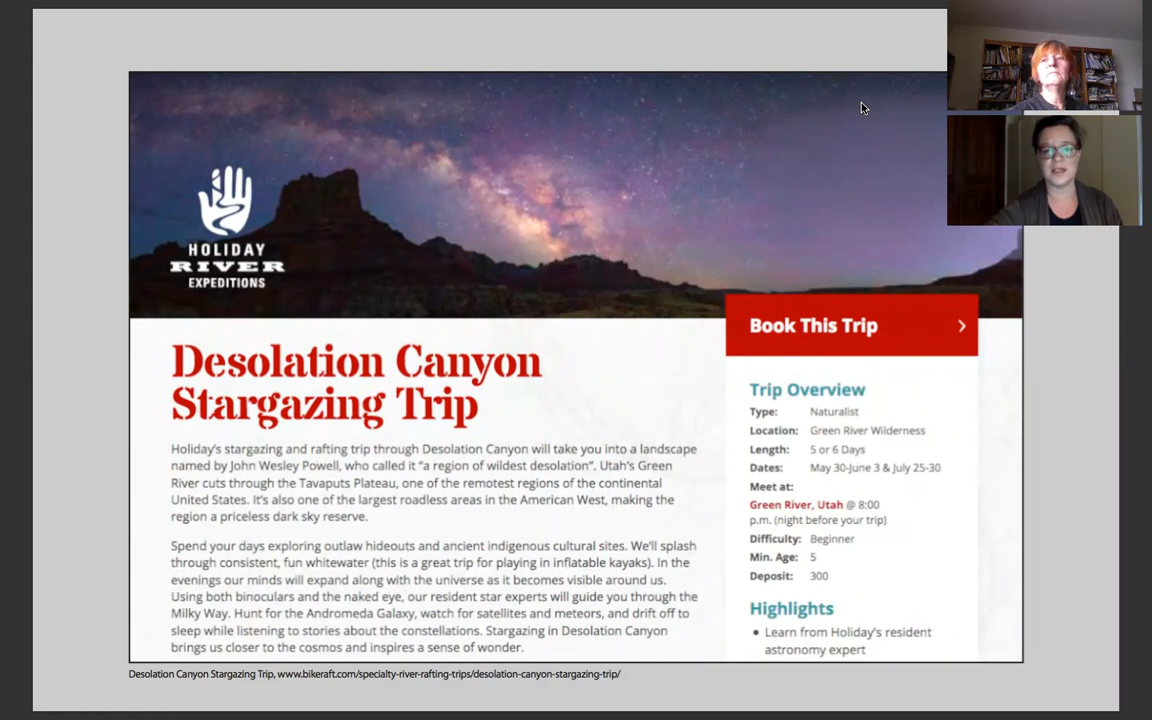 HOLIDAY
RIVER
EXPEDITIONS
Desolation Canyon
Stargazing Trip
Holiday's stargazing and rafting trip through Desolation Canyon will take you into a landscape
named by John Wesley Powell, who called it "a region of wildest desolation". Utah's Green
River cuts through the Tavaputs Plateau, one of the remotest regions of the continental
United States. It's also one of the largest roadless areas in the American West, making the
region a priceless dark sky reserve.
Spend your days exploring outlaw hideouts and ancient indigenous cultural sites. We'll splash
through consistent, fun whitewater (this is a great trip for playing in inflatable kayaks). In the
evenings our minds will expand along with the universe as it becomes visible around us.
Using both binoculars and the naked eye, our resident star experts will guide you through the
Milky Way. Hunt for the Andromeda Galaxy, watch for satellites and meteors, and drift off to
sleep while listening to stories about the constellations. Stargazing in Desolation Canyon
brings us closer to the cosmos and inspires a sense of wonder.
Book This Trip >
Trip Overview
Type: Naturalist
Location: Green River Wilderness
Length: 5 or 6 Days
Dates: May 30-June 3 & July 25-30
Meet at:
Green River, Utah @ 8:00
p.m. (night before your trip)
Difficulty: Beginner
Min. Age: 5
Deposit: 300
Highlights
• Learn from Holiday's resident
astronomy expert
Desolation Canyon Stargazing Trip, www.bikeraft.com/specialty-river-rafting-trips/desolation-canyon-stargazing-trip/